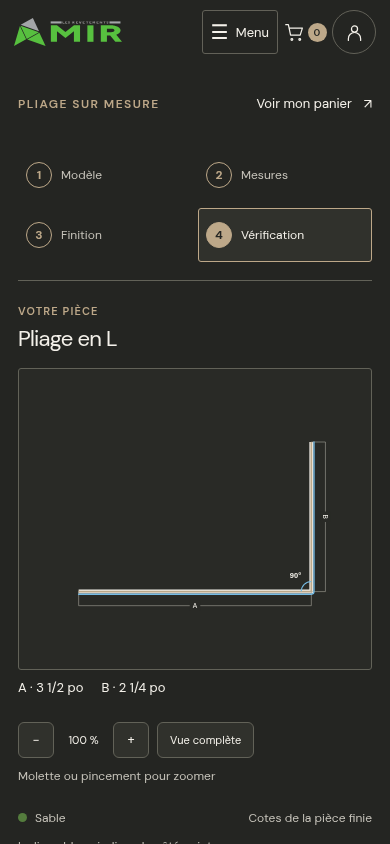 LES REVÊTEMENTS
MIR
Menu
0
PLIAGE SUR MESURE
Voir mon panier
1 Modèle
2 Mesures
3 Finition
4 Vérification
VOTRE PIÈCE
Pliage en L
B
90°
A
A · 3 1/2 po B · 2 1/4 po
− 100 % + Vue complète
Molette ou pincement pour zoomer
Sable
Cotes de la pièce finie